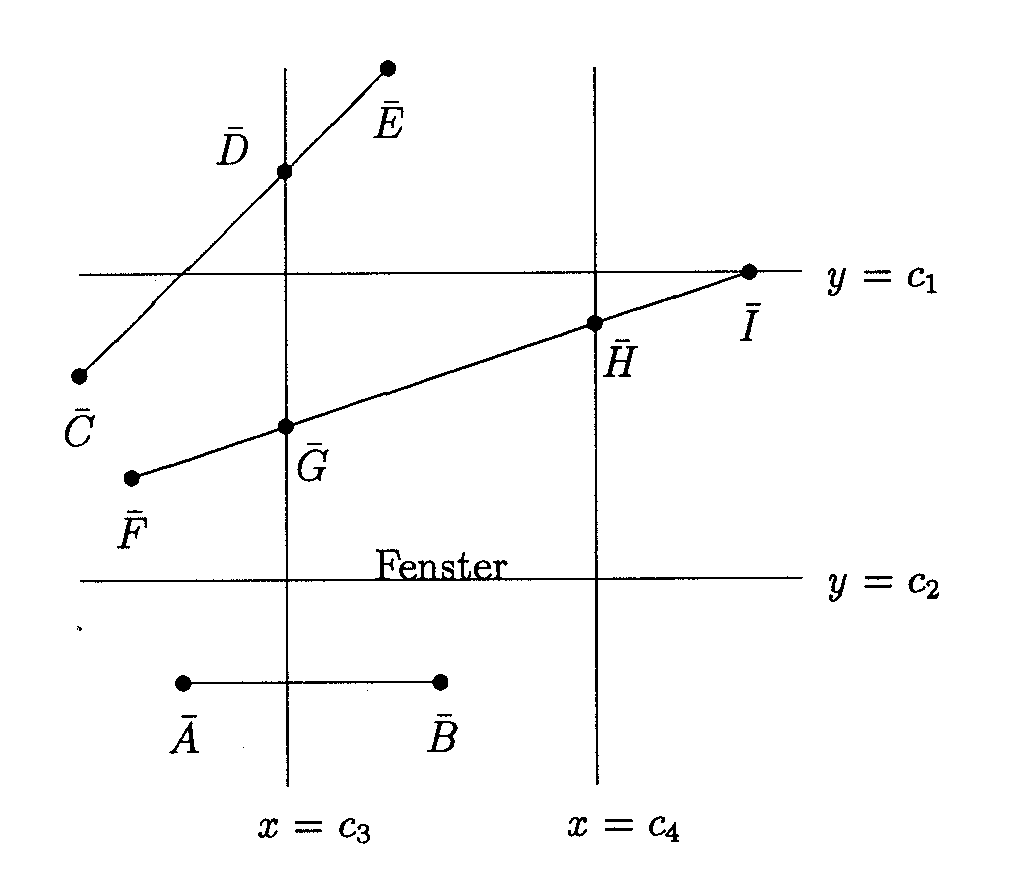 Ē
D̄
y = c₁
Ī
H̄
C̄
Ḡ
F̄
Fenster
y = c₂
Ā
B̄
x = c₃
x = c₄